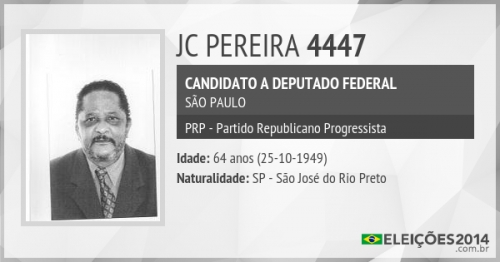 JC PEREIRA 4447
CANDIDATO A DEPUTADO FEDERAL
SÃO PAULO
PRP - Partido Republicano Progressista
Idade: 64 anos (25-10-1949)
Naturalidade: SP - São José do Rio Preto
ELEIÇÕES2014
.com.br